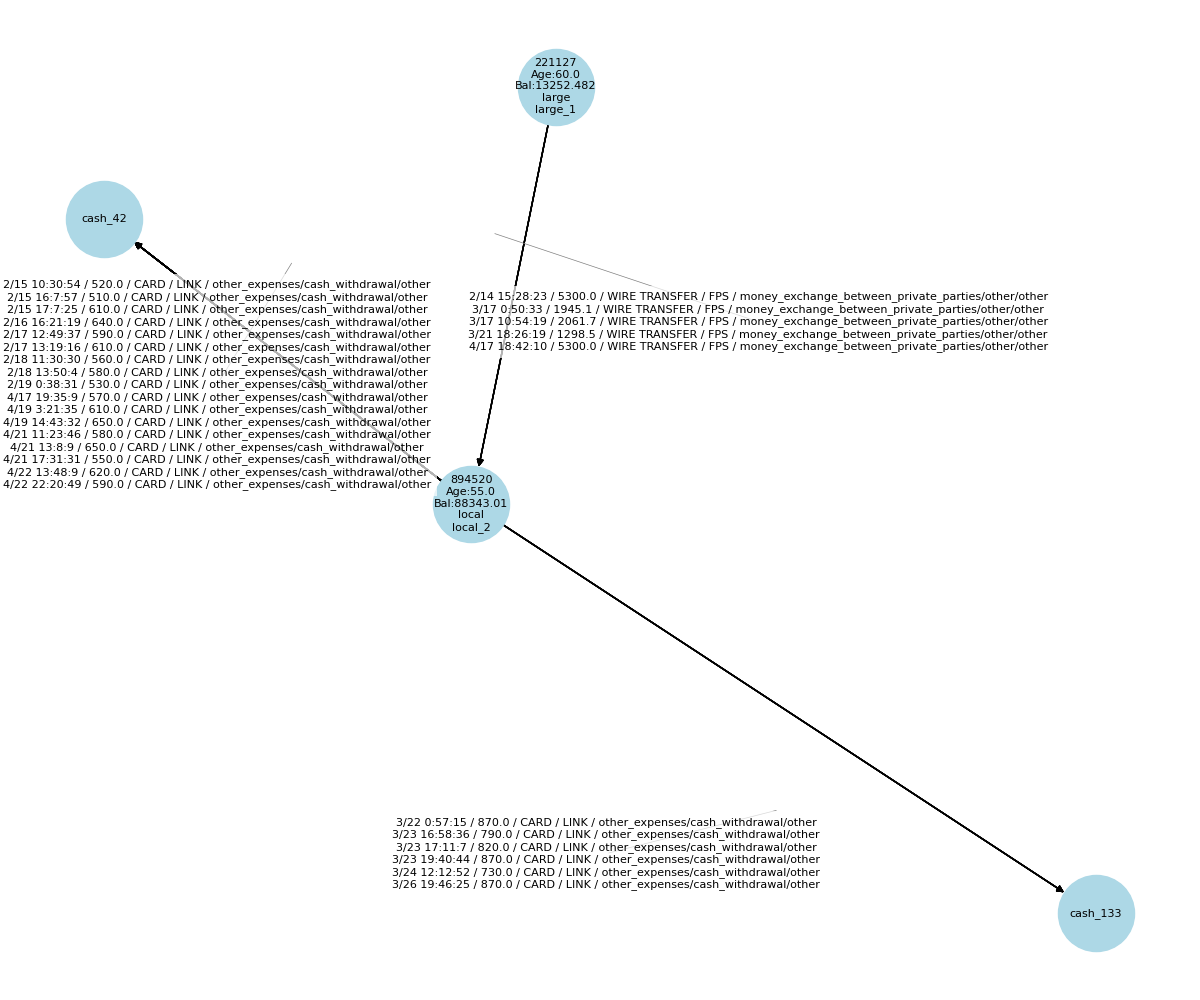 221127
Age:60.0
Bal:13252.482
large
large_1
cash_42
2/15 10:30:54 / 520.0 / CARD / LINK / other_expenses/cash_withdrawal/other
2/15 16:7:57 / 510.0 / CARD / LINK / other_expenses/cash_withdrawal/other
2/15 17:7:25 / 610.0 / CARD / LINK / other_expenses/cash_withdrawal/other
2/16 16:21:19 / 640.0 / CARD / LINK / other_expenses/cash_withdrawal/other
2/17 12:49:37 / 590.0 / CARD / LINK / other_expenses/cash_withdrawal/other
2/17 13:19:16 / 610.0 / CARD / LINK / other_expenses/cash_withdrawal/other
2/18 11:30:30 / 560.0 / CARD / LINK / other_expenses/cash_withdrawal/other
2/18 13:50:4 / 580.0 / CARD / LINK / other_expenses/cash_withdrawal/other
2/19 0:38:31 / 530.0 / CARD / LINK / other_expenses/cash_withdrawal/other
4/17 19:35:9 / 570.0 / CARD / LINK / other_expenses/cash_withdrawal/other
4/19 3:21:35 / 610.0 / CARD / LINK / other_expenses/cash_withdrawal/other
4/19 14:43:32 / 650.0 / CARD / LINK / other_expenses/cash_withdrawal/other
4/21 11:23:46 / 580.0 / CARD / LINK / other_expenses/cash_withdrawal/other
4/21 13:8:9 / 650.0 / CARD / LINK / other_expenses/cash_withdrawal/other
4/21 17:31:31 / 550.0 / CARD / LINK / other_expenses/cash_withdrawal/other
4/22 13:48:9 / 620.0 / CARD / LINK / other_expenses/cash_withdrawal/other
4/22 22:20:49 / 590.0 / CARD / LINK / other_expenses/cash_withdrawal/other
2/14 15:28:23 / 5300.0 / WIRE TRANSFER / FPS / money_exchange_between_private_parties/other/other
3/17 0:50:33 / 1945.1 / WIRE TRANSFER / FPS / money_exchange_between_private_parties/other/other
3/17 10:54:19 / 2061.7 / WIRE TRANSFER / FPS / money_exchange_between_private_parties/other/other
3/21 18:26:19 / 1298.5 / WIRE TRANSFER / FPS / money_exchange_between_private_parties/other/other
4/17 18:42:10 / 5300.0 / WIRE TRANSFER / FPS / money_exchange_between_private_parties/other/other
894520
Age:55.0
Bal:88343.01
local
local_2
3/22 0:57:15 / 870.0 / CARD / LINK / other_expenses/cash_withdrawal/other
3/23 16:58:36 / 790.0 / CARD / LINK / other_expenses/cash_withdrawal/other
3/23 17:11:7 / 820.0 / CARD / LINK / other_expenses/cash_withdrawal/other
3/23 19:40:44 / 870.0 / CARD / LINK / other_expenses/cash_withdrawal/other
3/24 12:12:52 / 730.0 / CARD / LINK / other_expenses/cash_withdrawal/other
3/26 19:46:25 / 870.0 / CARD / LINK / other_expenses/cash_withdrawal/other
cash_133